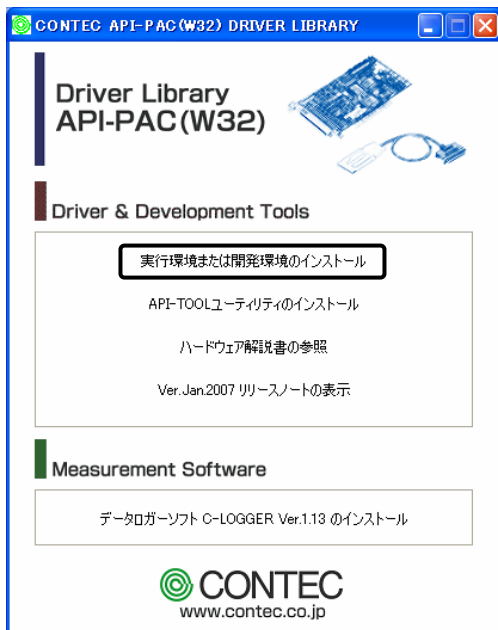 CONTEC API-PAC(W32) DRIVER LIBRARY
Driver Library
API-PAC(W32)
Driver & Development Tools
実行環境または開発環境のインストール
API-TOOLユーティリティのインストール
ハードウェア解説書の参照
Ver.Jan.2007 リリースノートの表示
Measurement Software
データロガーソフト C-LOGGER Ver.1.13 のインストール
CONTEC
www.contec.co.jp